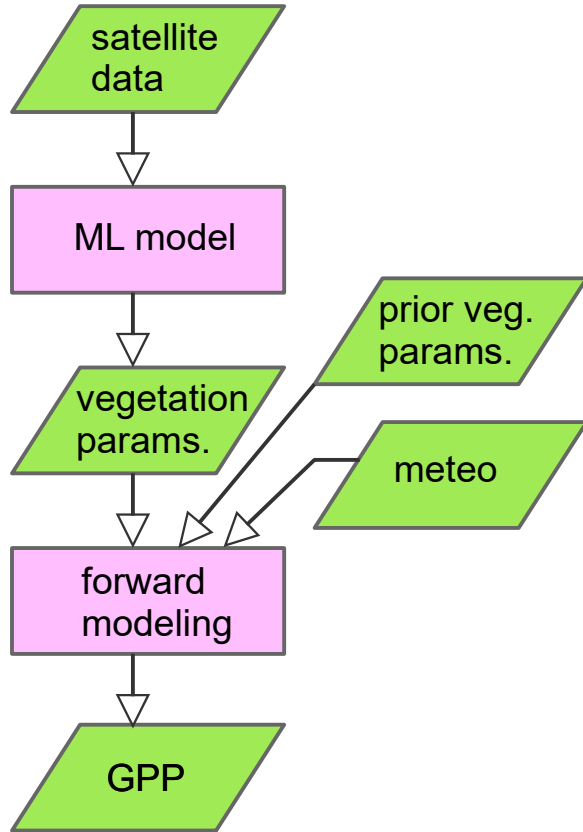 satellite
data
ML model
prior veg.
params.
vegetation
params.
meteo
forward
modeling
GPP